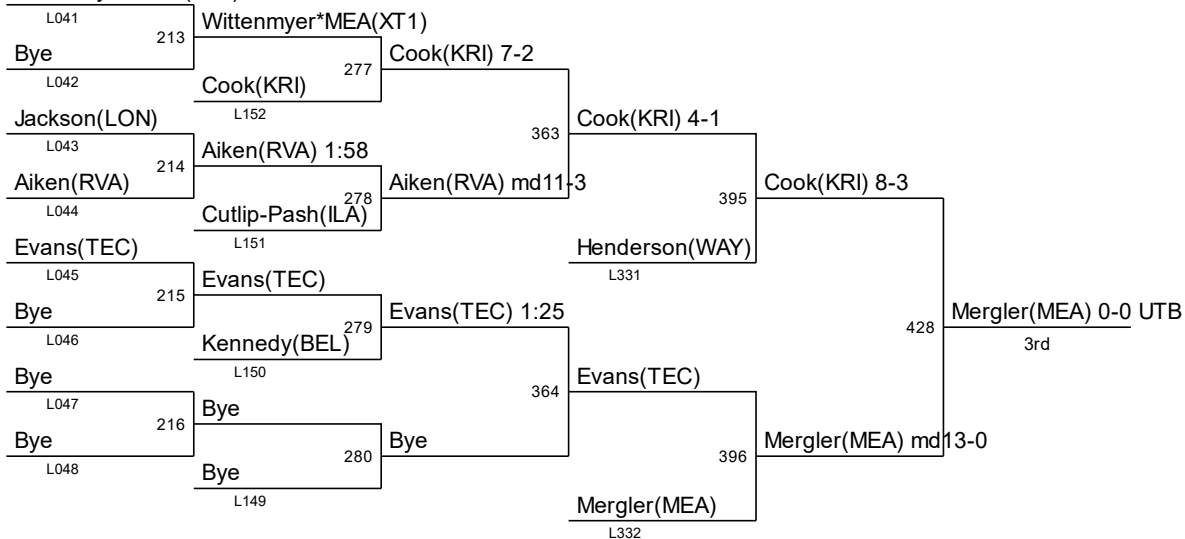 L041
Wittenmyer*MEA(XT1)
213
Bye
Cook(KRI) 7-2
277
L042
Cook(KRI)
L152
Jackson(LON)
Cook(KRI) 4-1
363
L043
Aiken(RVA) 1:58
214
Aiken(RVA)
Aiken(RVA) md11-3
Cook(KRI) 8-3
278
395
L044
Cutlip-Pash(ILA)
L151
Evans(TEC)
Henderson(WAY)
L045
L331
Evans(TEC)
215
Bye
Evans(TEC) 1:25
Mergler(MEA) 0-0 UTB
279
428
L046
Kennedy(BEL)
3rd
L150
Bye
Evans(TEC)
364
L047
Bye
216
Bye
Bye
Mergler(MEA) md13-0
280
396
L048
Bye
L149
Mergler(MEA)
L332